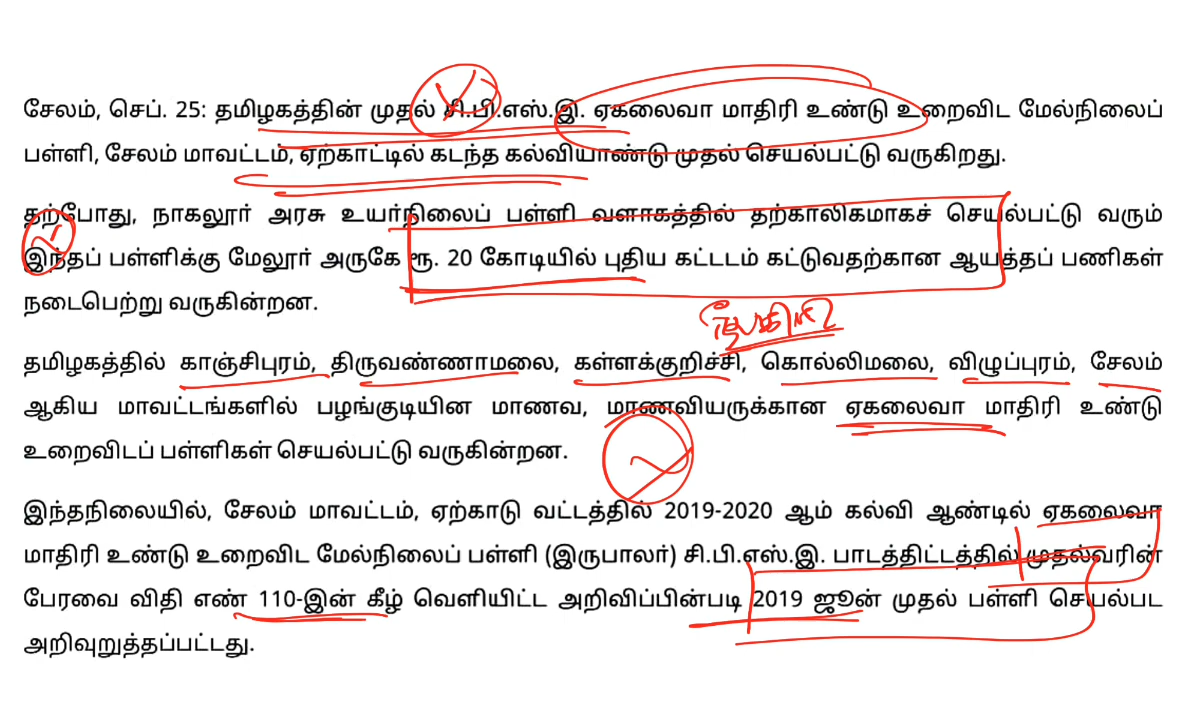 சேலம், செப். 25: தமிழகத்தின் முதல் சி.பி.எஸ்.இ. ஏகலைவா மாதிரி உண்டு உறைவிட மேல்நிலைப்
பள்ளி, சேலம் மாவட்டம், ஏற்காட்டில் கடந்த கல்வியாண்டு முதல் செயல்பட்டு வருகிறது.
தற்போது, நாகலூர் அரசு உயர்நிலைப் பள்ளி வளாகத்தில் தற்காலிகமாகச் செயல்பட்டு வரும்
இந்தப் பள்ளிக்கு மேலூர் அருகே ரூ. 20 கோடியில் புதிய கட்டடம் கட்டுவதற்கான ஆயத்தப் பணிகள்
நடைபெற்று வருகின்றன.
தமிழகத்தில் காஞ்சிபுரம், திருவண்ணாமலை, கள்ளக்குறிச்சி, கொல்லிமலை, விழுப்புரம், சேலம்
ஆகிய மாவட்டங்களில் பழங்குடியின மாணவ, மாணவியருக்கான ஏகலைவா மாதிரி உண்டு
உறைவிடப் பள்ளிகள் செயல்பட்டு வருகின்றன.
இந்தநிலையில், சேலம் மாவட்டம், ஏற்காடு வட்டத்தில் 2019-2020 ஆம் கல்வி ஆண்டில் ஏகலைவா
மாதிரி உண்டு உறைவிட மேல்நிலைப் பள்ளி (இருபாலர்) சி.பி.எஸ்.இ. பாடத்திட்டத்தில் முதல்வரின்
பேரவை விதி எண் 110-இன் கீழ் வெளியிட்ட அறிவிப்பின்படி 2019 ஜூன் முதல் பள்ளி செயல்பட
அறிவுறுத்தப்பட்டது.